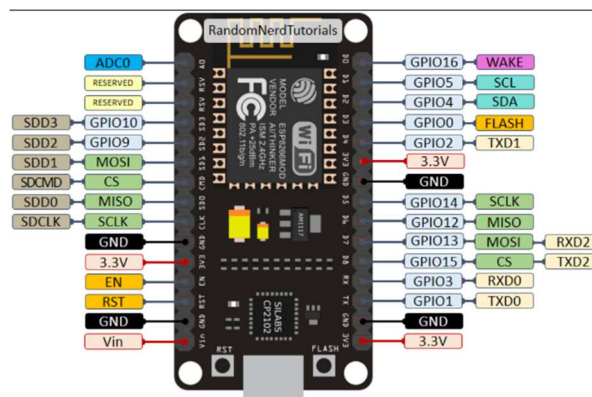 RandomNerdTutorials
ADC0 A0
RESERVED RSV
RESERVED RSV
SDD3 GPIO10 SD3
SDD2 GPIO9 SD2
SDD1 MOSI SD1
SDCMD CS CMD
SDD0 MISO SD0
SDCLK SCLK CLK
GND GND
3.3V 3V3
EN EN
RST RST
GND GND
Vin Vin
MODEL
VENDOR
ESP8266MOD
AI/THINKER
ISM 2.4GHz
PA +25dBm
802.11b/g/n
FC
Wi Fi
AM1117
SILABS
CP2102
RST
FLASH
D0 GPIO16 WAKE
D1 GPIO5 SCL
D2 GPIO4 SDA
D3 GPIO0 FLASH
D4 GPIO2 TXD1
3V3 3.3V
GND GND
D5 GPIO14 SCLK
D6 GPIO12 MISO
D7 GPIO13 MOSI RXD2
D8 GPIO15 CS TXD2
RX GPIO3 RXD0
TX GPIO1 TXD0
GND GND
3V3 3.3V